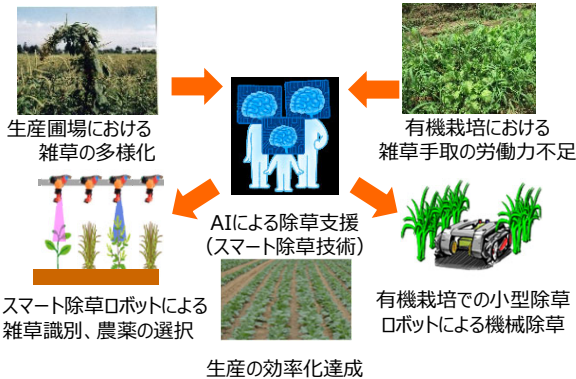 生産圃場における
雑草の多様化
有機栽培における
雑草手取の労働力不足
AIによる除草支援
（スマート除草技術）
スマート除草ロボットによる
雑草識別、農薬の選択
有機栽培での小型除草
ロボットによる機械除草
生産の効率化達成